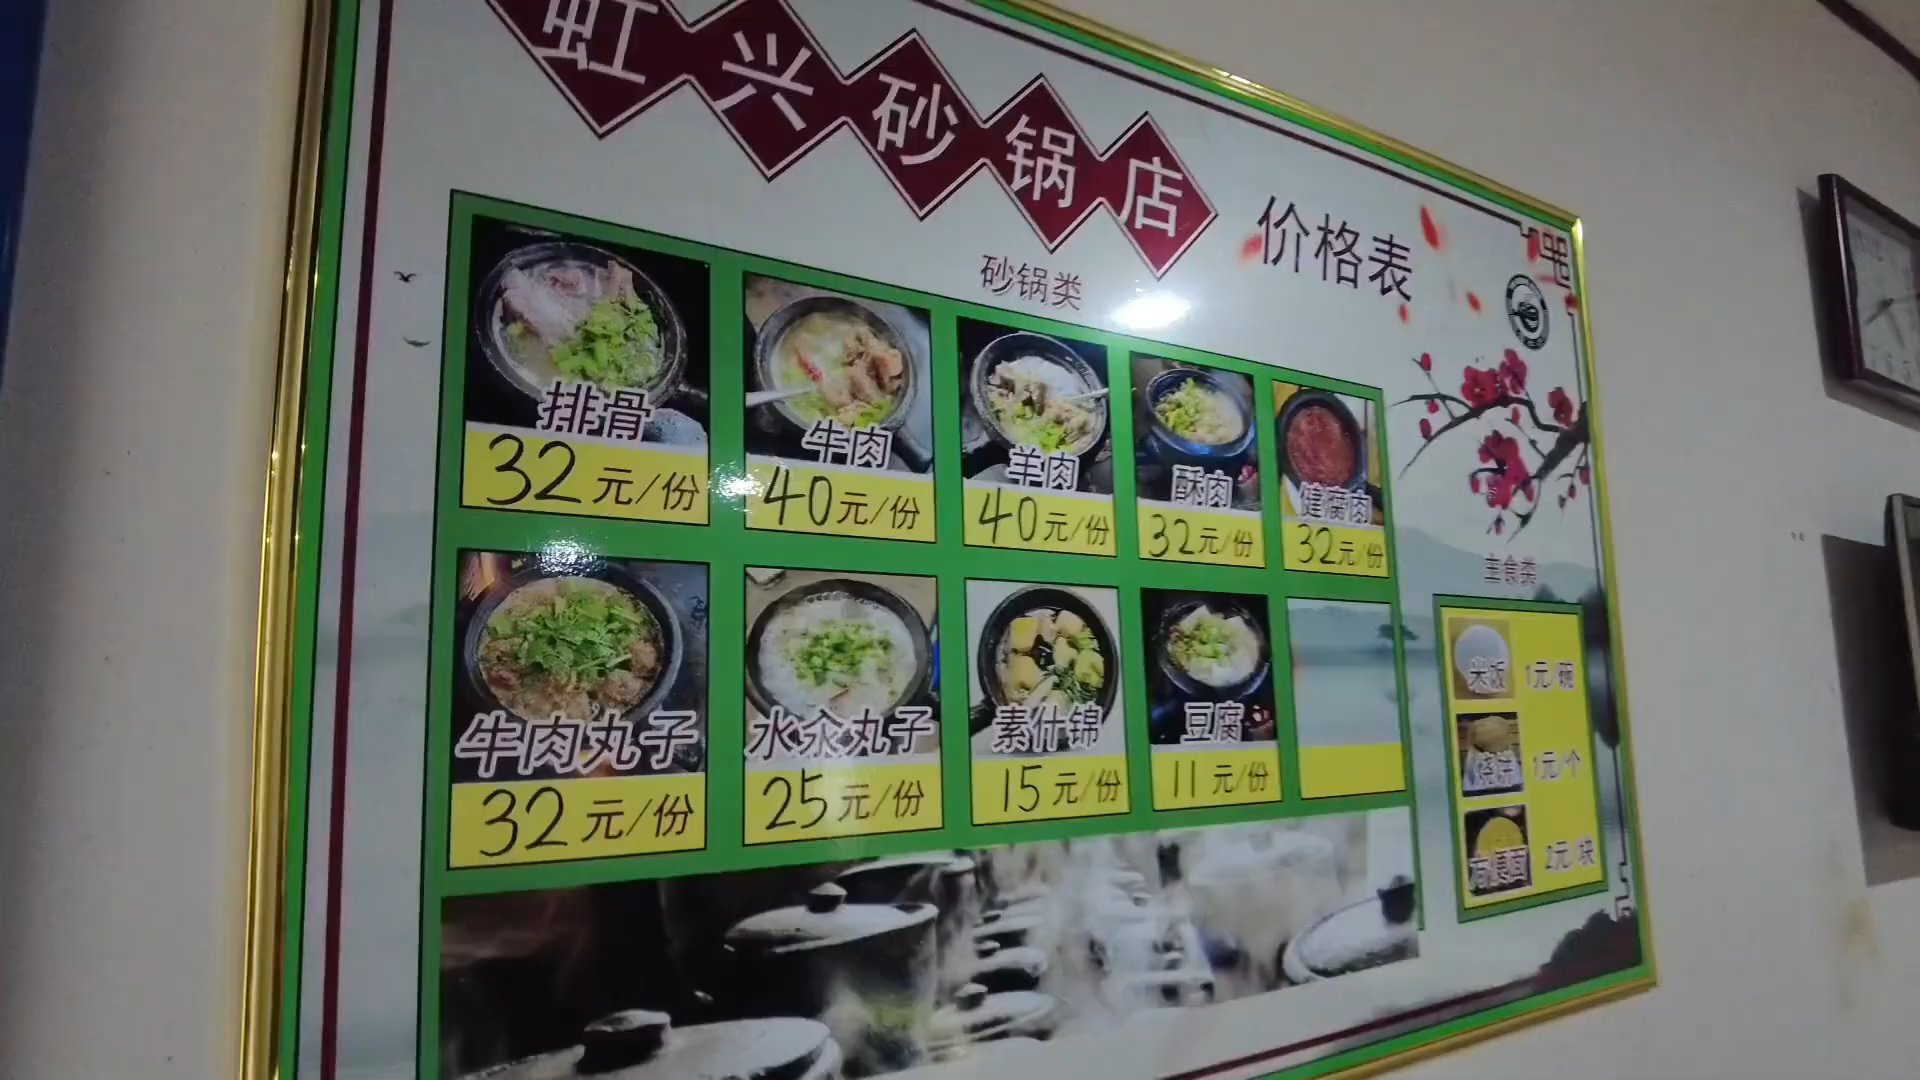 虹兴砂锅店
价格表
砂锅类
排骨
32元/份
牛肉
40元/份
羊肉
40元/份
酥肉
32元/份
健腐肉
32元/份
牛肉丸子
32元/份
水汆丸子
25元/份
素什锦
15元/份
豆腐
11元/份
主食类
米饭 1元/碗
烧饼 1元/个
方便面 2元/块